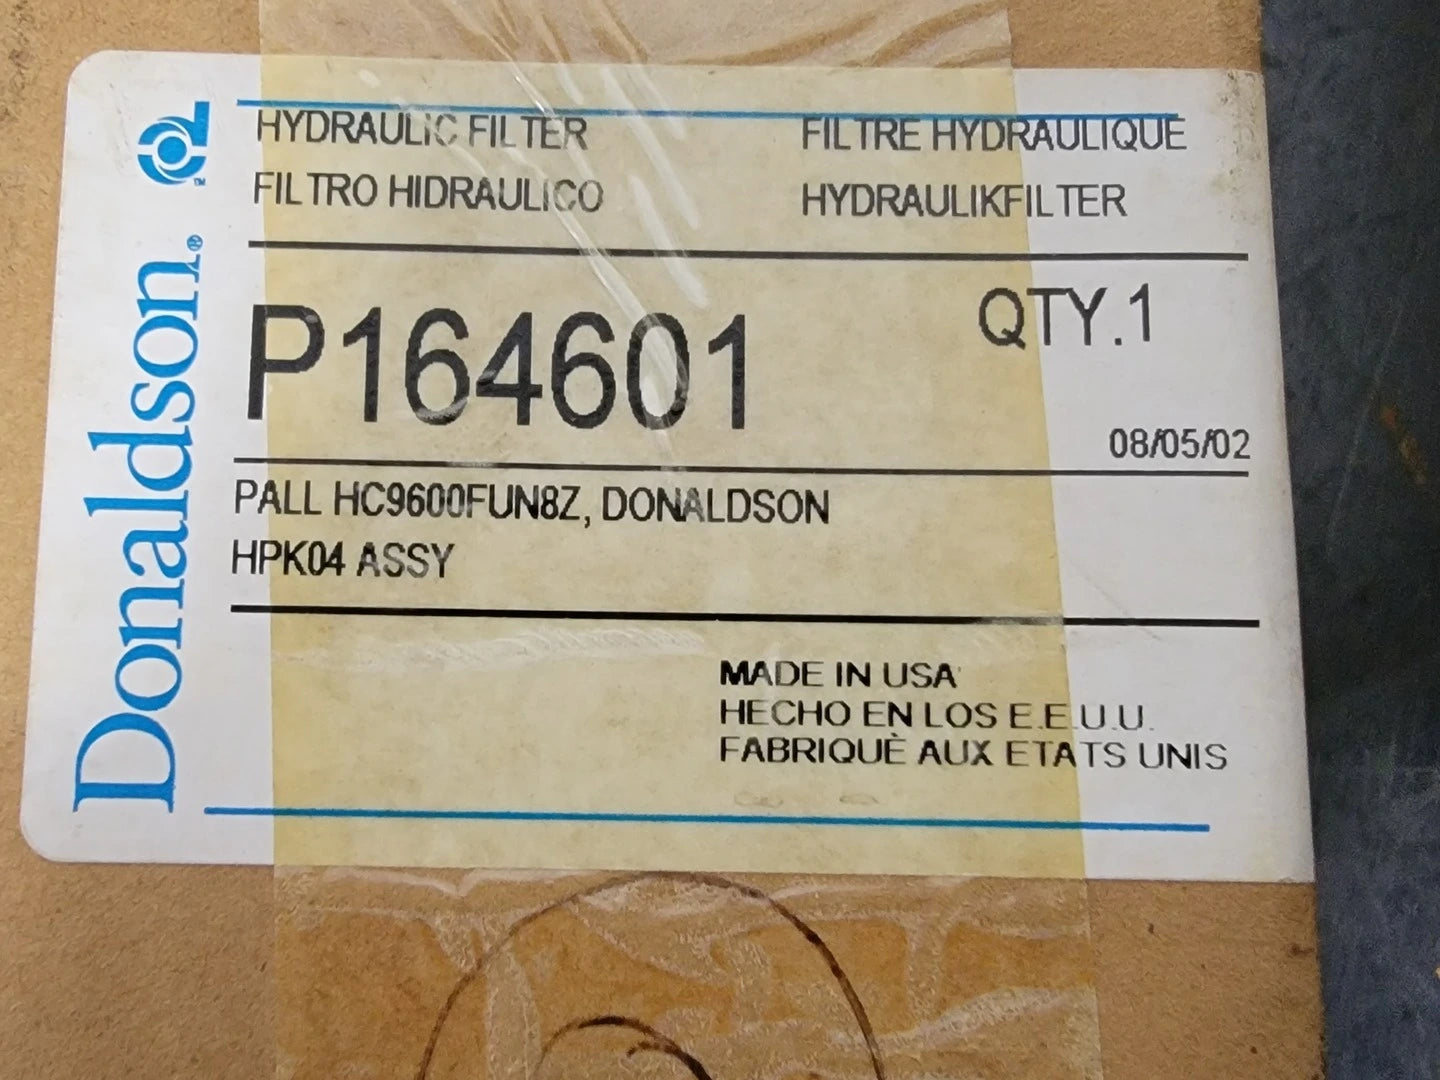 Donaldson®
HYDRAULIC FILTER
FILTRE HYDRAULIQUE
FILTRO HIDRAULICO
HYDRAULIKFILTER
P164601
QTY.1
08/05/02
PALL HC9600FUN8Z, DONALDSON
HPK04 ASSY
MADE IN USA
HECHO EN LOS E.E.U.U.
FABRIQUÈ AUX ETATS UNIS